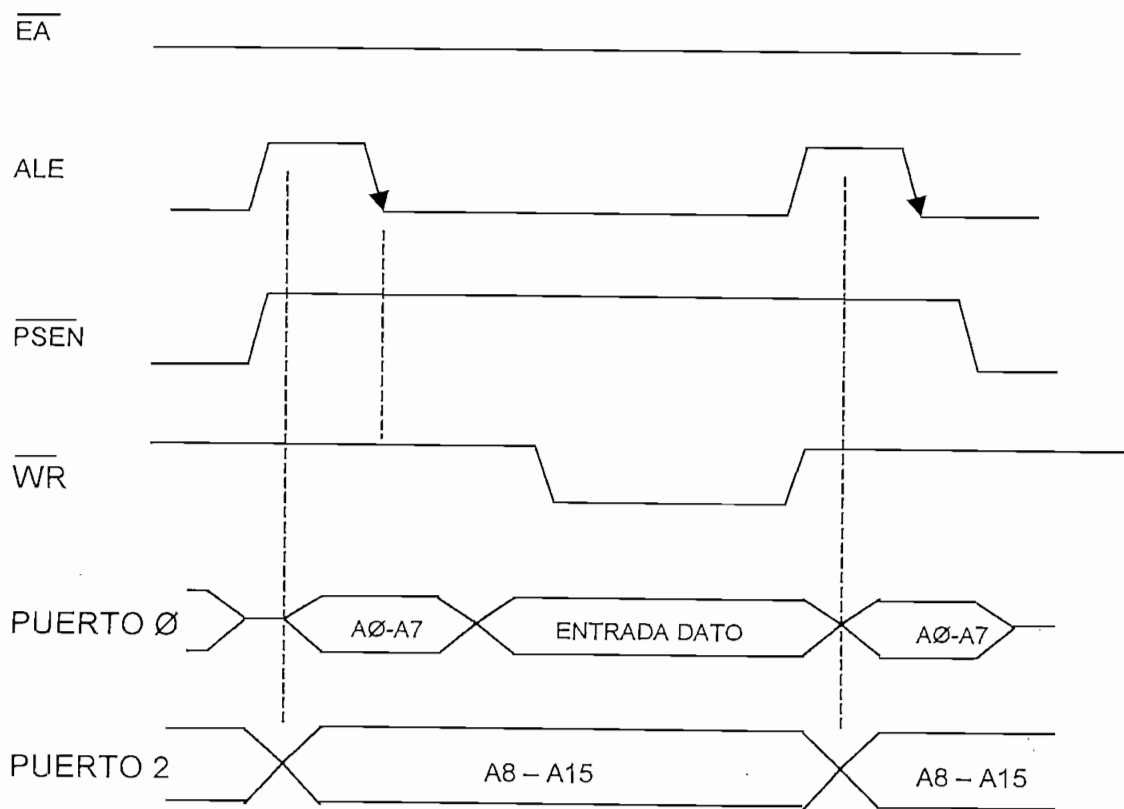 EA
ALE
PSEN
WR
PUERTO Ø
AØ-A7
ENTRADA DATO
AØ-A7
PUERTO 2
A8 – A15
A8 – A15